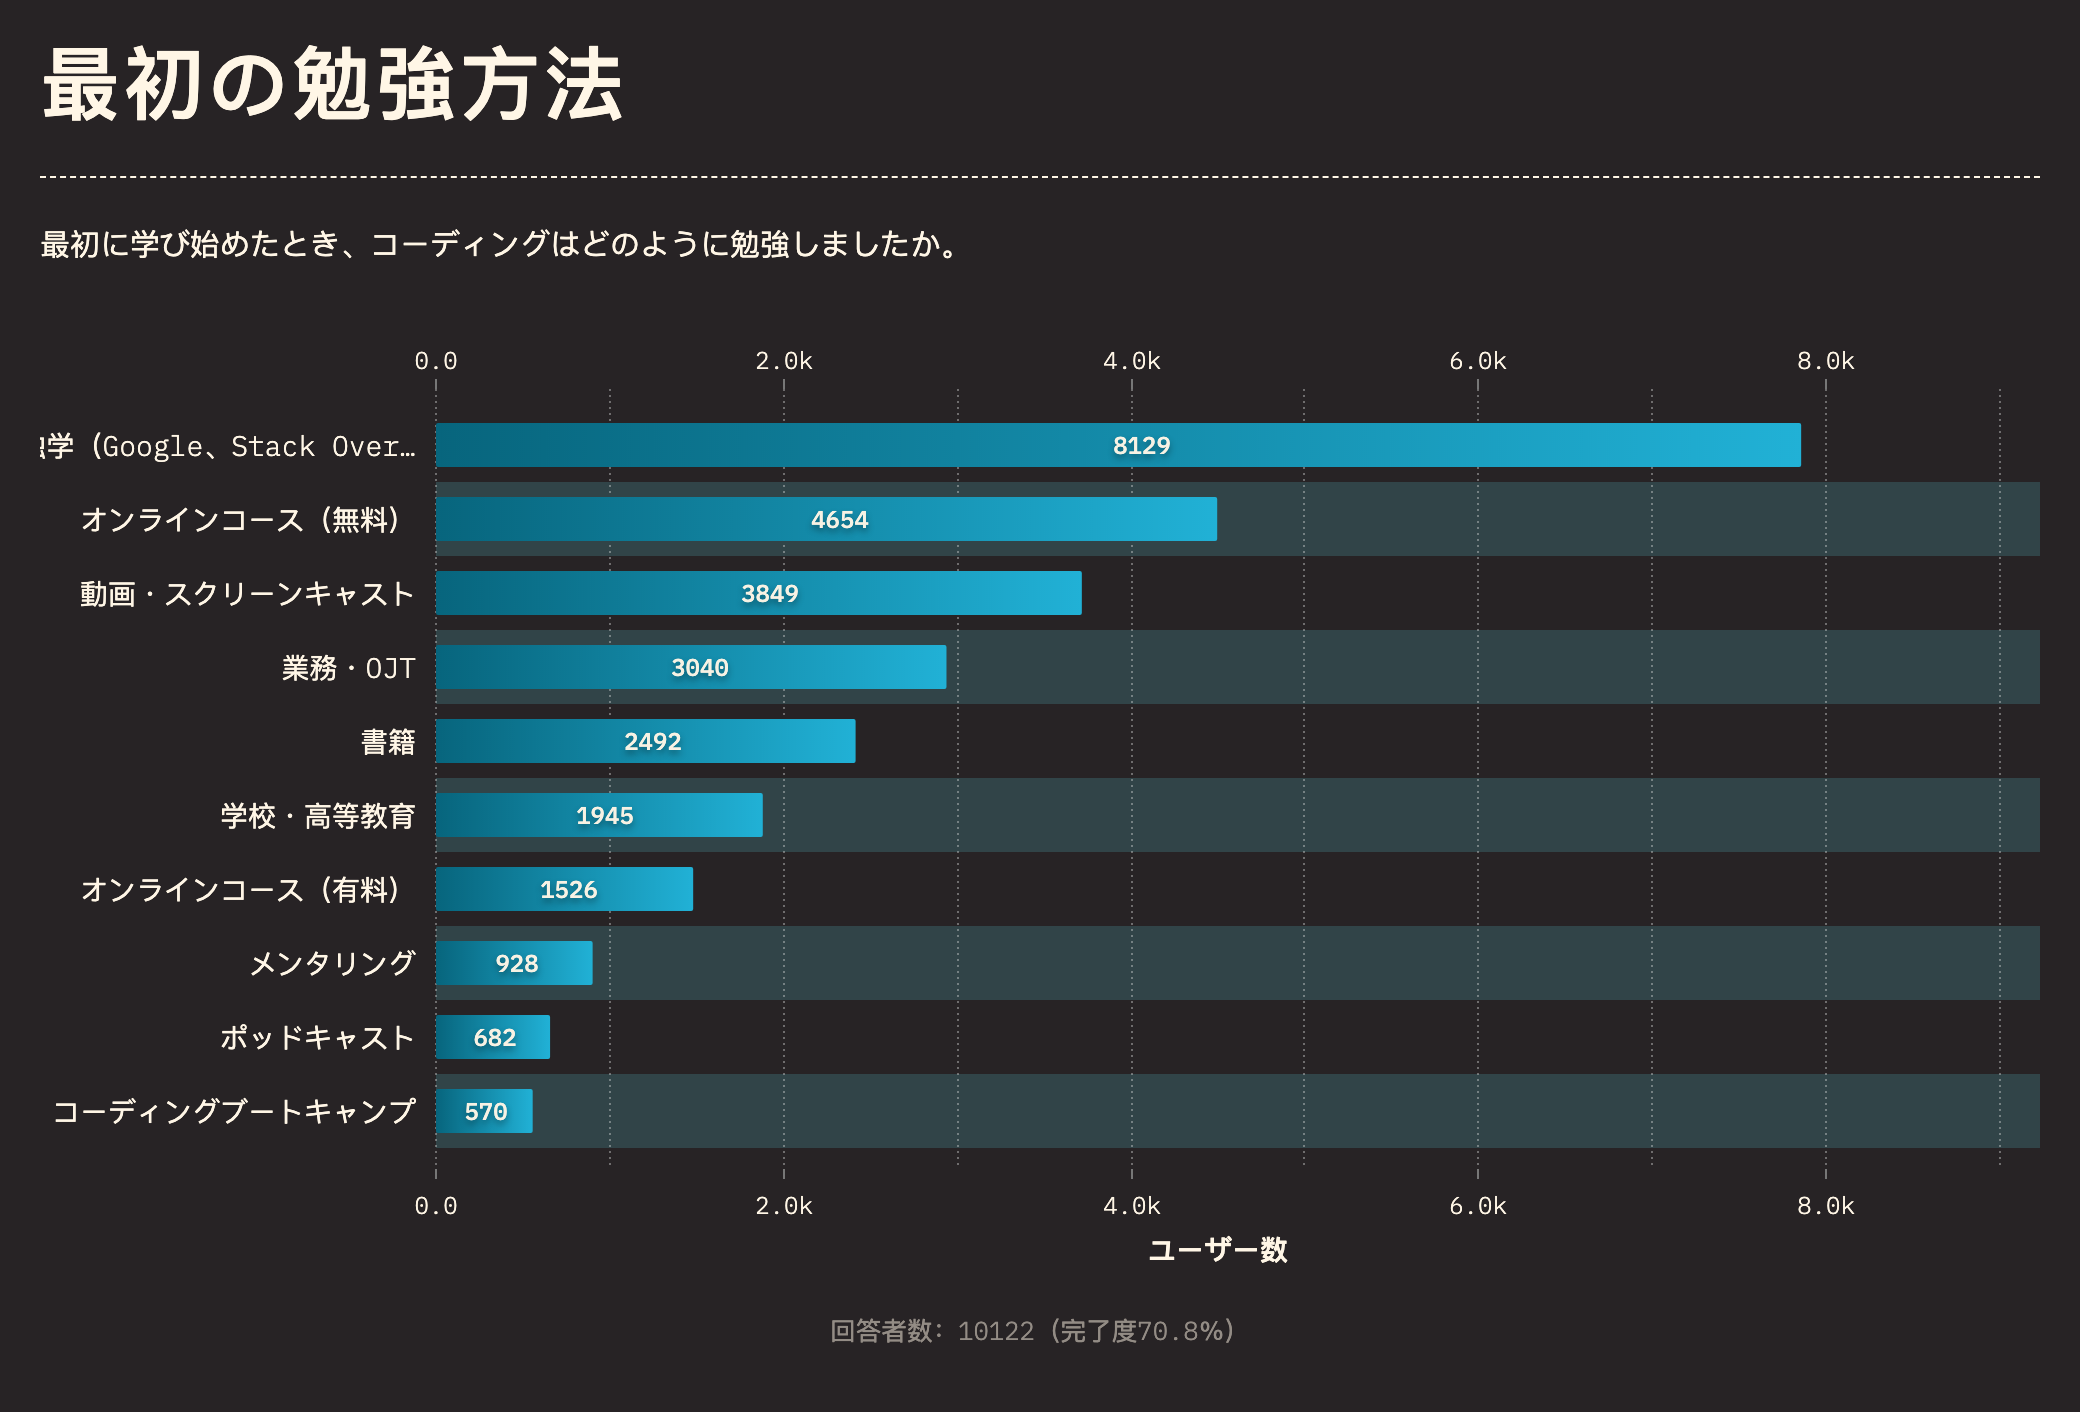 最初の勉強方法
最初に学び始めたとき、コーディングはどのように勉強しましたか。
0.0 2.0k 4.0k 6.0k 8.0k
学（Google、Stack Over… 8129
オンラインコース（無料） 4654
動画・スクリーンキャスト 3849
業務・OJT 3040
書籍 2492
学校・高等教育 1945
オンラインコース（有料） 1526
メンタリング 928
ポッドキャスト 682
コーディングブートキャンプ 570
0.0 2.0k 4.0k 6.0k 8.0k
ユーザー数
回答者数：10122（完了度70.8%）